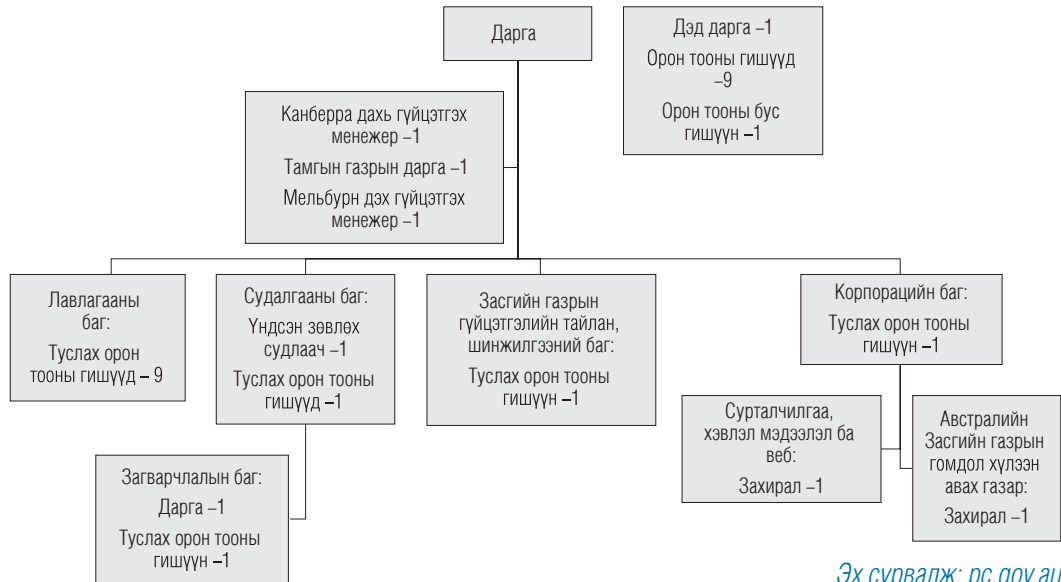 Дарга
Дэд дарга –1
Орон тооны гишүүд
–9
Орон тооны бус
гишүүн –1
Канберра дахь гүйцэтгэх
менежер –1
Тамгын газрын дарга –1
Мельбурн дэх гүйцэтгэх
менежер –1
Лавлагааны
баг:
Туслах орон
тооны гишүүд – 9
Судалгааны баг:
Үндсэн зөвлөх
судлаач –1
Туслах орон тооны
гишүүд –1
Засгийн газрын
гүйцэтгэлийн тайлан,
шинжилгээний баг:
Туслах орон тооны
гишүүн –1
Корпорацийн баг:
Туслах орон тооны
гишүүн –1
Загварчлалын баг:
Дарга –1
Туслах орон тооны
гишүүн –1
Сурталчилгаа,
хэвлэл мэдээлэл ба
веб:
Захирал –1
Австралийн
Засгийн газрын
гомдол хүлээн
авах газар:
Захирал –1
Эх сурвалж: pc.gov.au